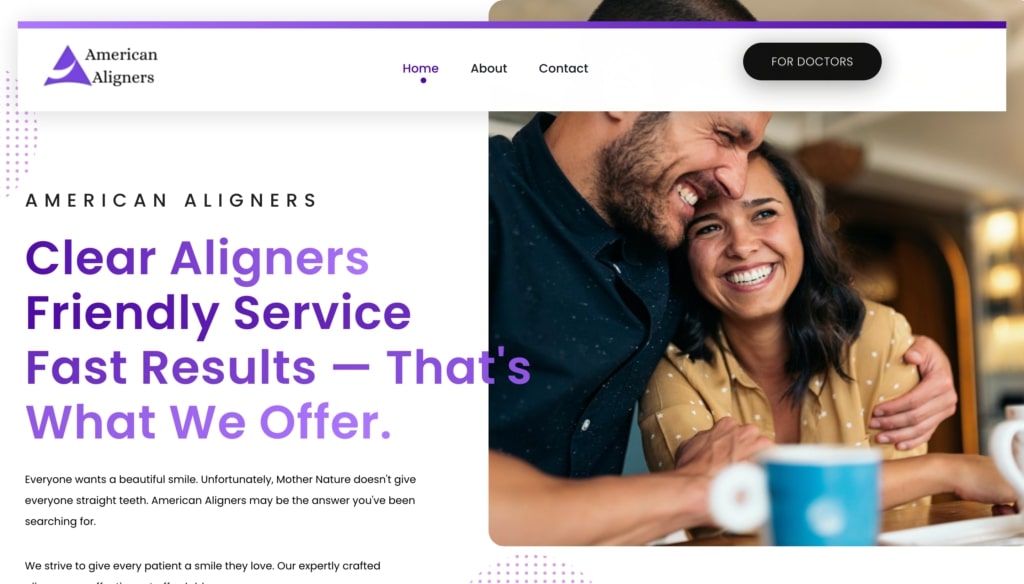 American
Aligners
Home
About
Contact
FOR DOCTORS
AMERICAN ALIGNERS
Clear Aligners
Friendly Service
Fast Results — That's
What We Offer.
Everyone wants a beautiful smile. Unfortunately, Mother Nature doesn't give
everyone straight teeth. American Aligners may be the answer you've been
searching for.
We strive to give every patient a smile they love. Our expertly crafted